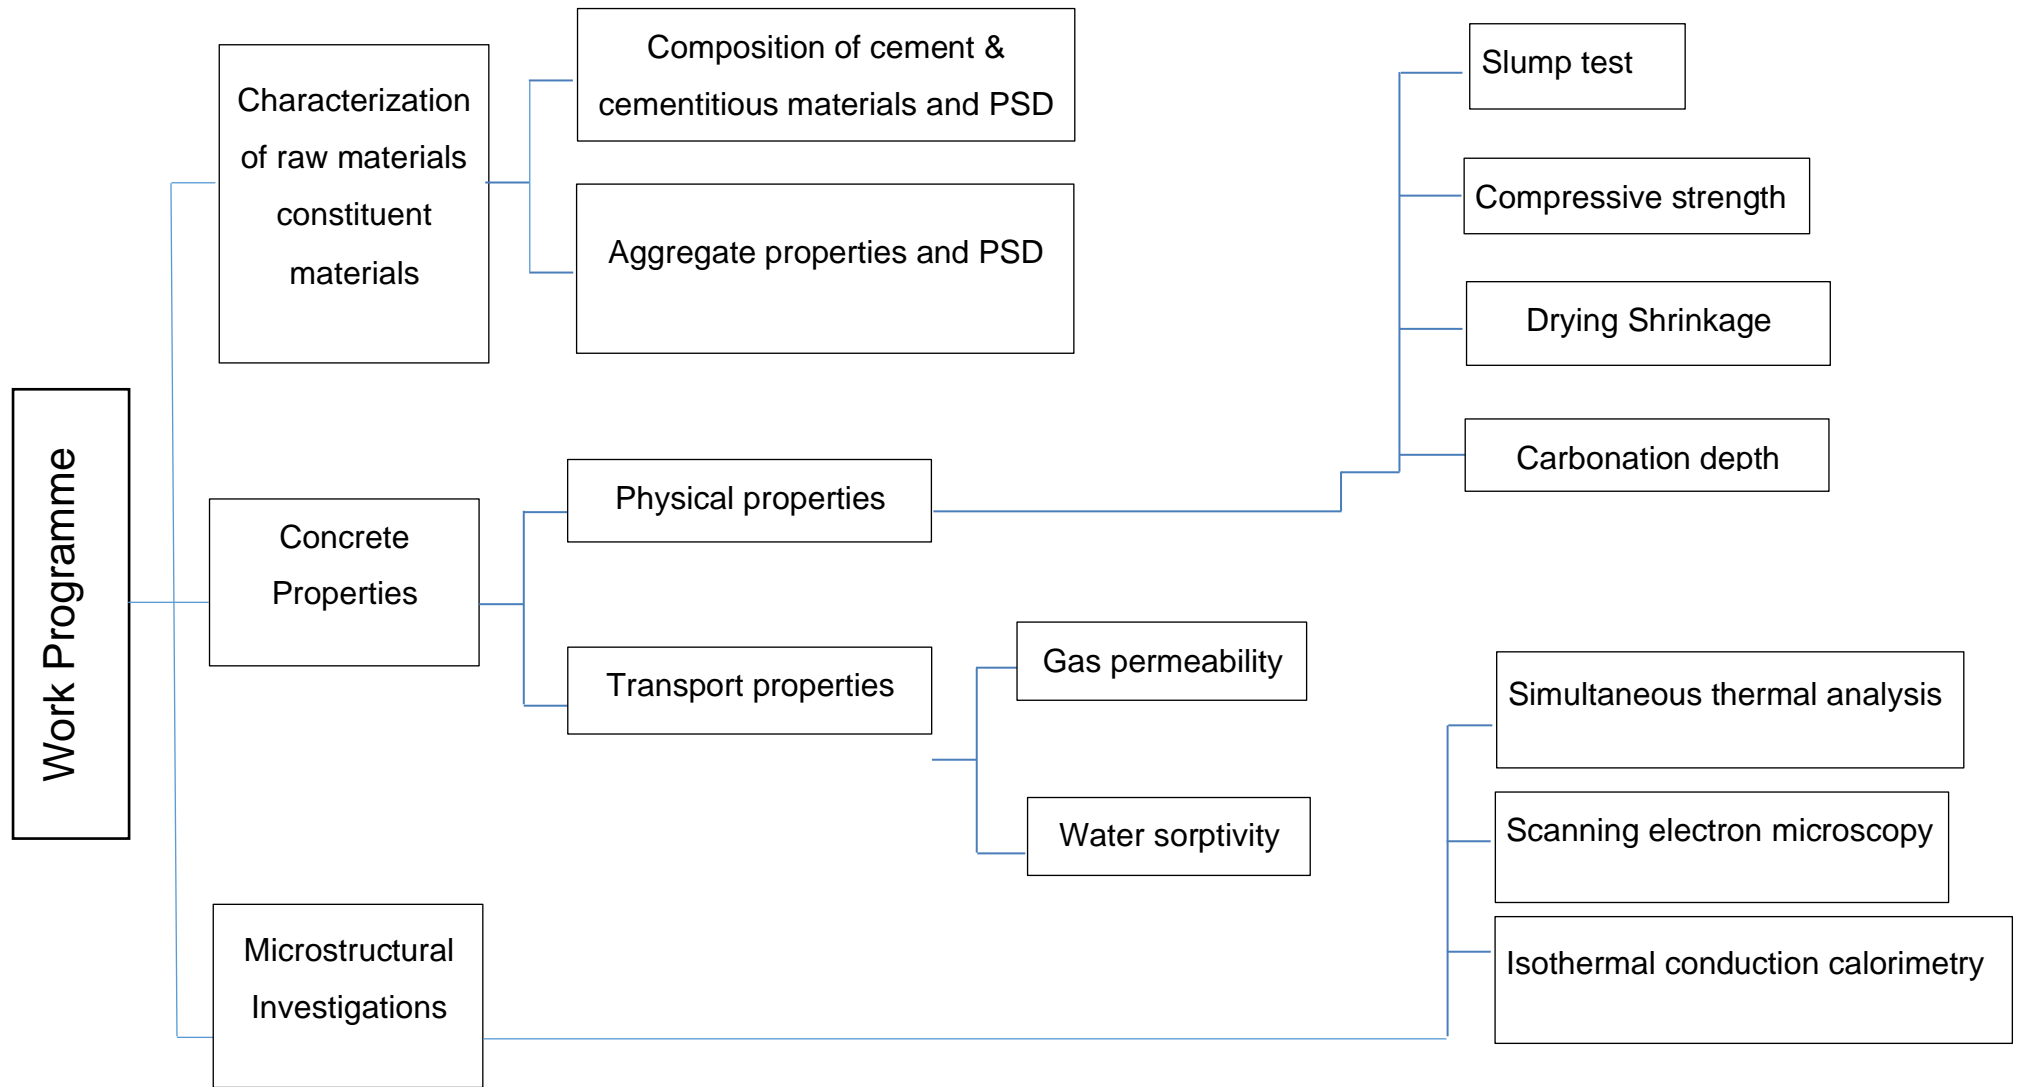 Work Programme
Characterization
of raw materials
constituent
materials
Composition of cement &
cementitious materials and PSD
Aggregate properties and PSD
Concrete
Properties
Physical properties
Slump test
Compressive strength
Drying Shrinkage
Carbonation depth
Transport properties
Gas permeability
Water sorptivity
Microstructural
Investigations
Simultaneous thermal analysis
Scanning electron microscopy
Isothermal conduction calorimetry